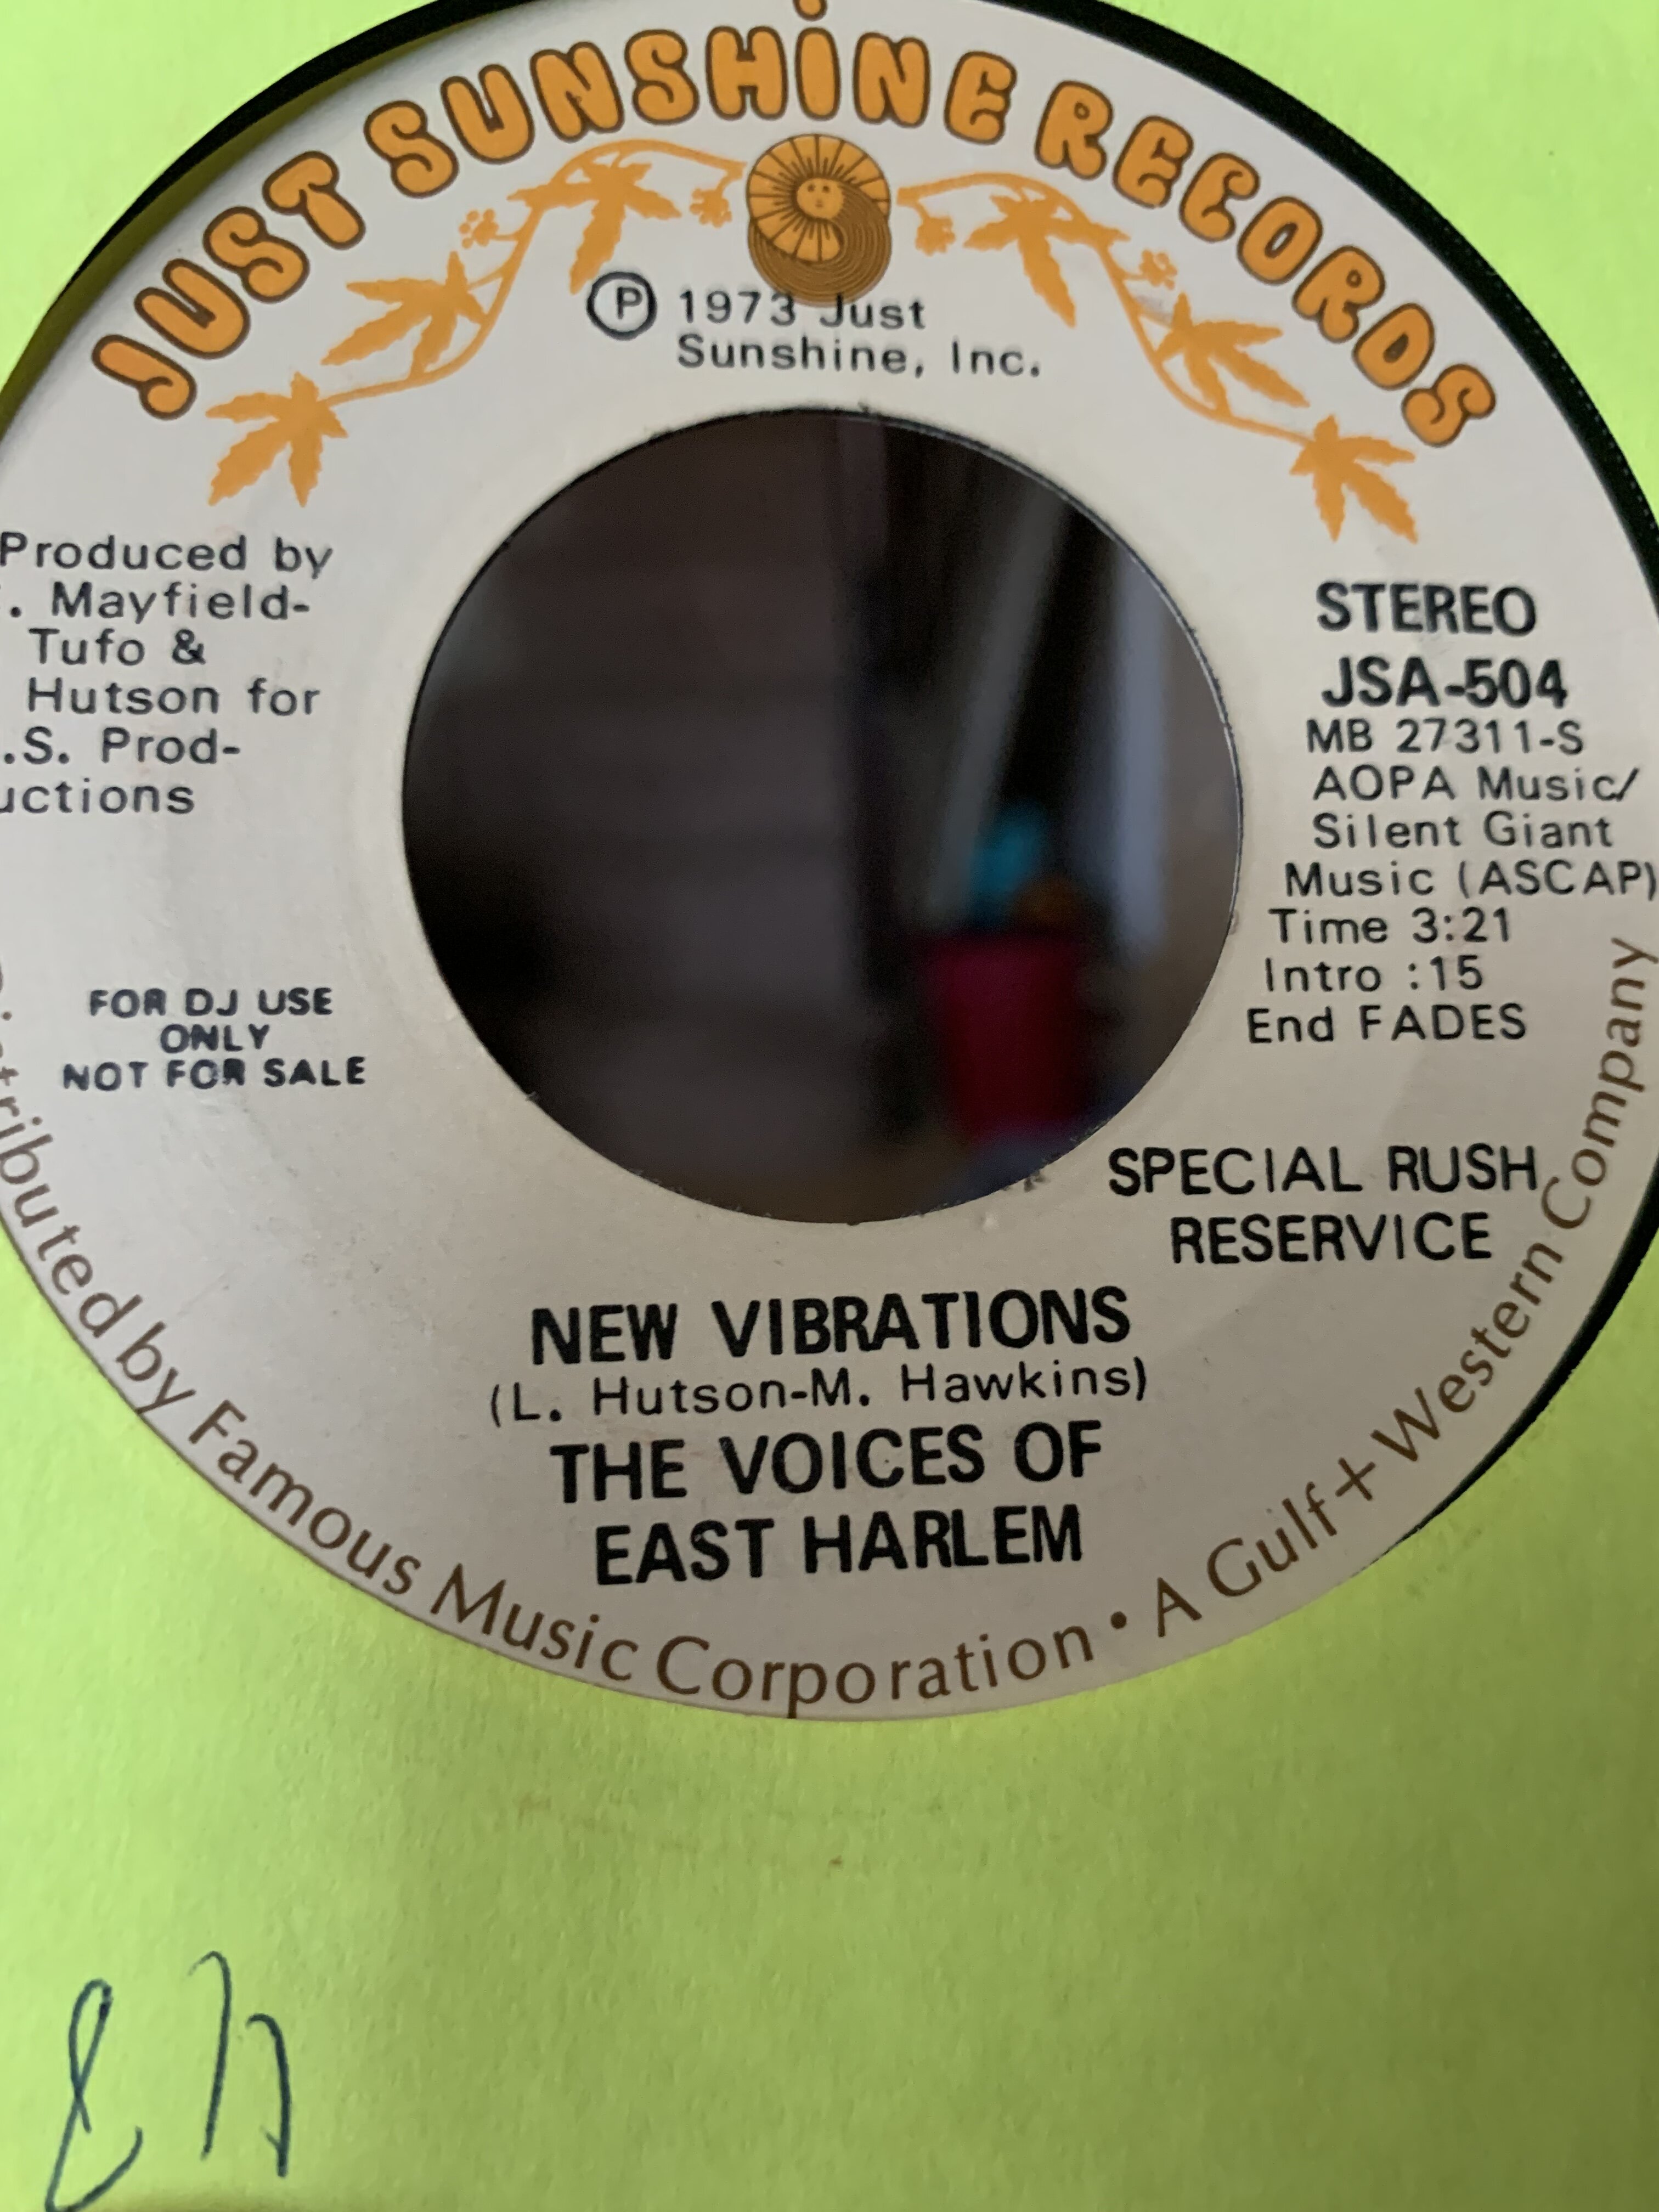 JUST SUNSHINE RECORDS
Ⓟ 1973 Just
Sunshine, Inc.
Produced by
. Mayfield-
Tufo &
Hutson for
.S. Prod-
uctions
FOR DJ USE
ONLY
NOT FOR SALE
STEREO
JSA-504
MB 27311-S
AOPA Music/
Silent Giant
Music (ASCAP)
Time 3:21
Intro :15
End FADES
SPECIAL RUSH
RESERVICE
NEW VIBRATIONS
(L. Hutson-M. Hawkins)
THE VOICES OF
EAST HARLEM
Distributed by Famous Music Corporation • A Gulf+Western Company